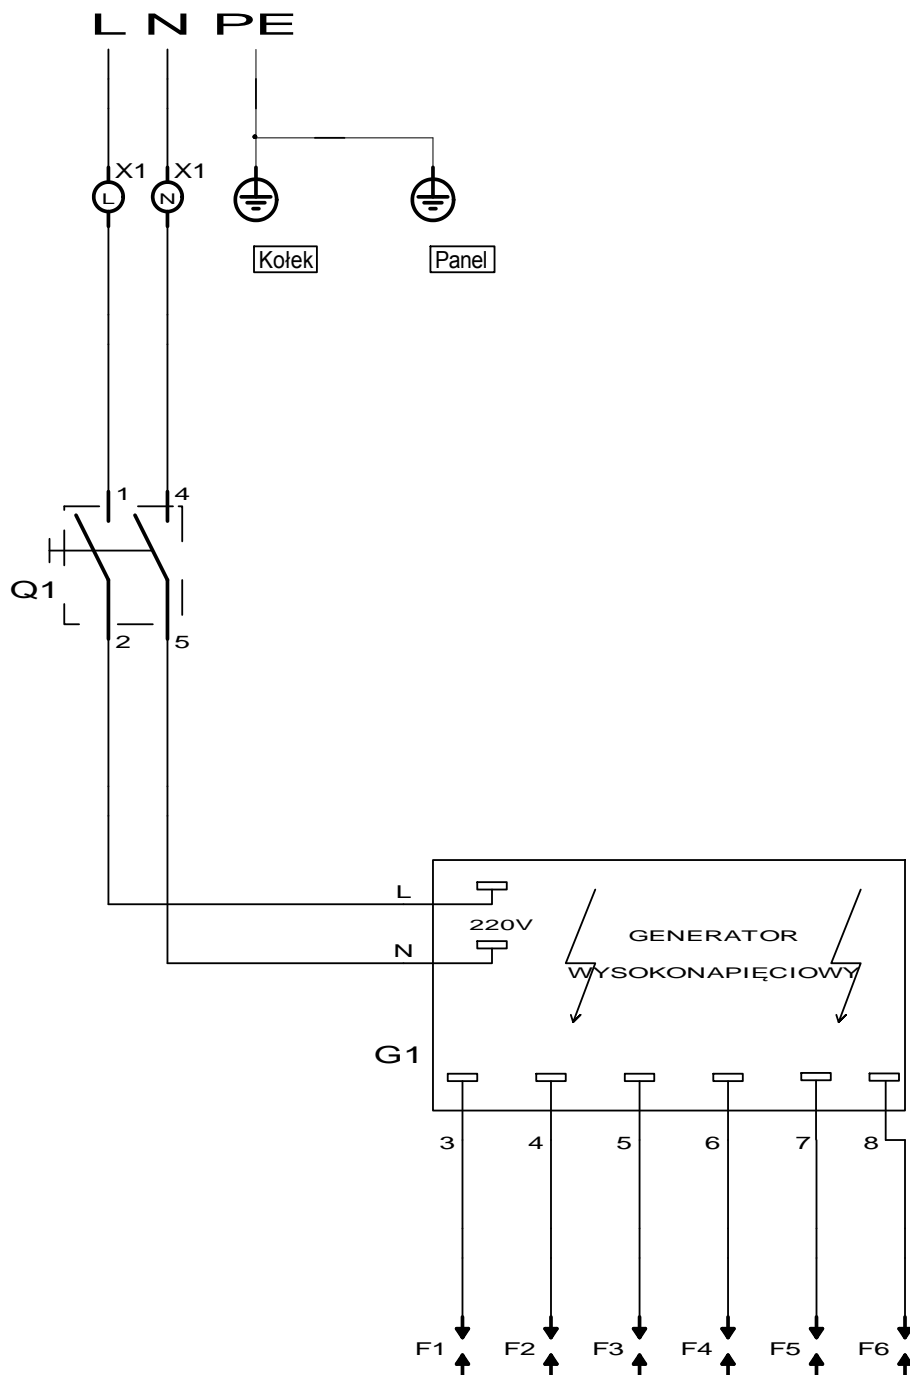 L N PE
X1 X1
L N
Kołek Panel
1 4
Q1
2 5
L
220V
GENERATOR
N
WYSOKONAPIĘCIOWY
G1
3 4 5 6 7 8
F1 F2 F3 F4 F5 F6